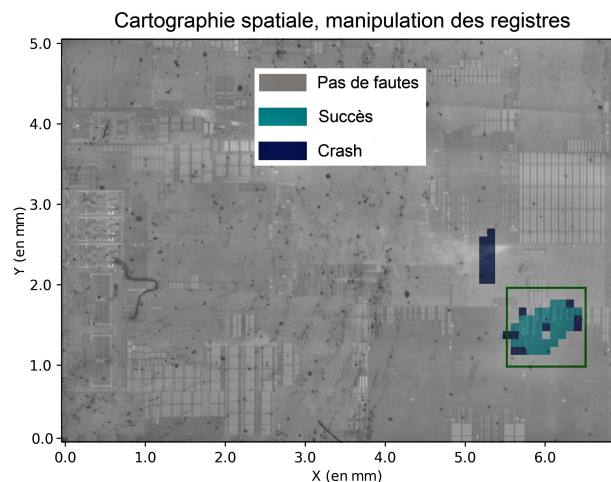 Cartographie spatiale, manipulation des registres
5.0
4.0
3.0
2.0
1.0
0.0
Y (en mm)
Pas de fautes
Succès
Crash
0.0 1.0 2.0 3.0 4.0 5.0 6.0
X (en mm)